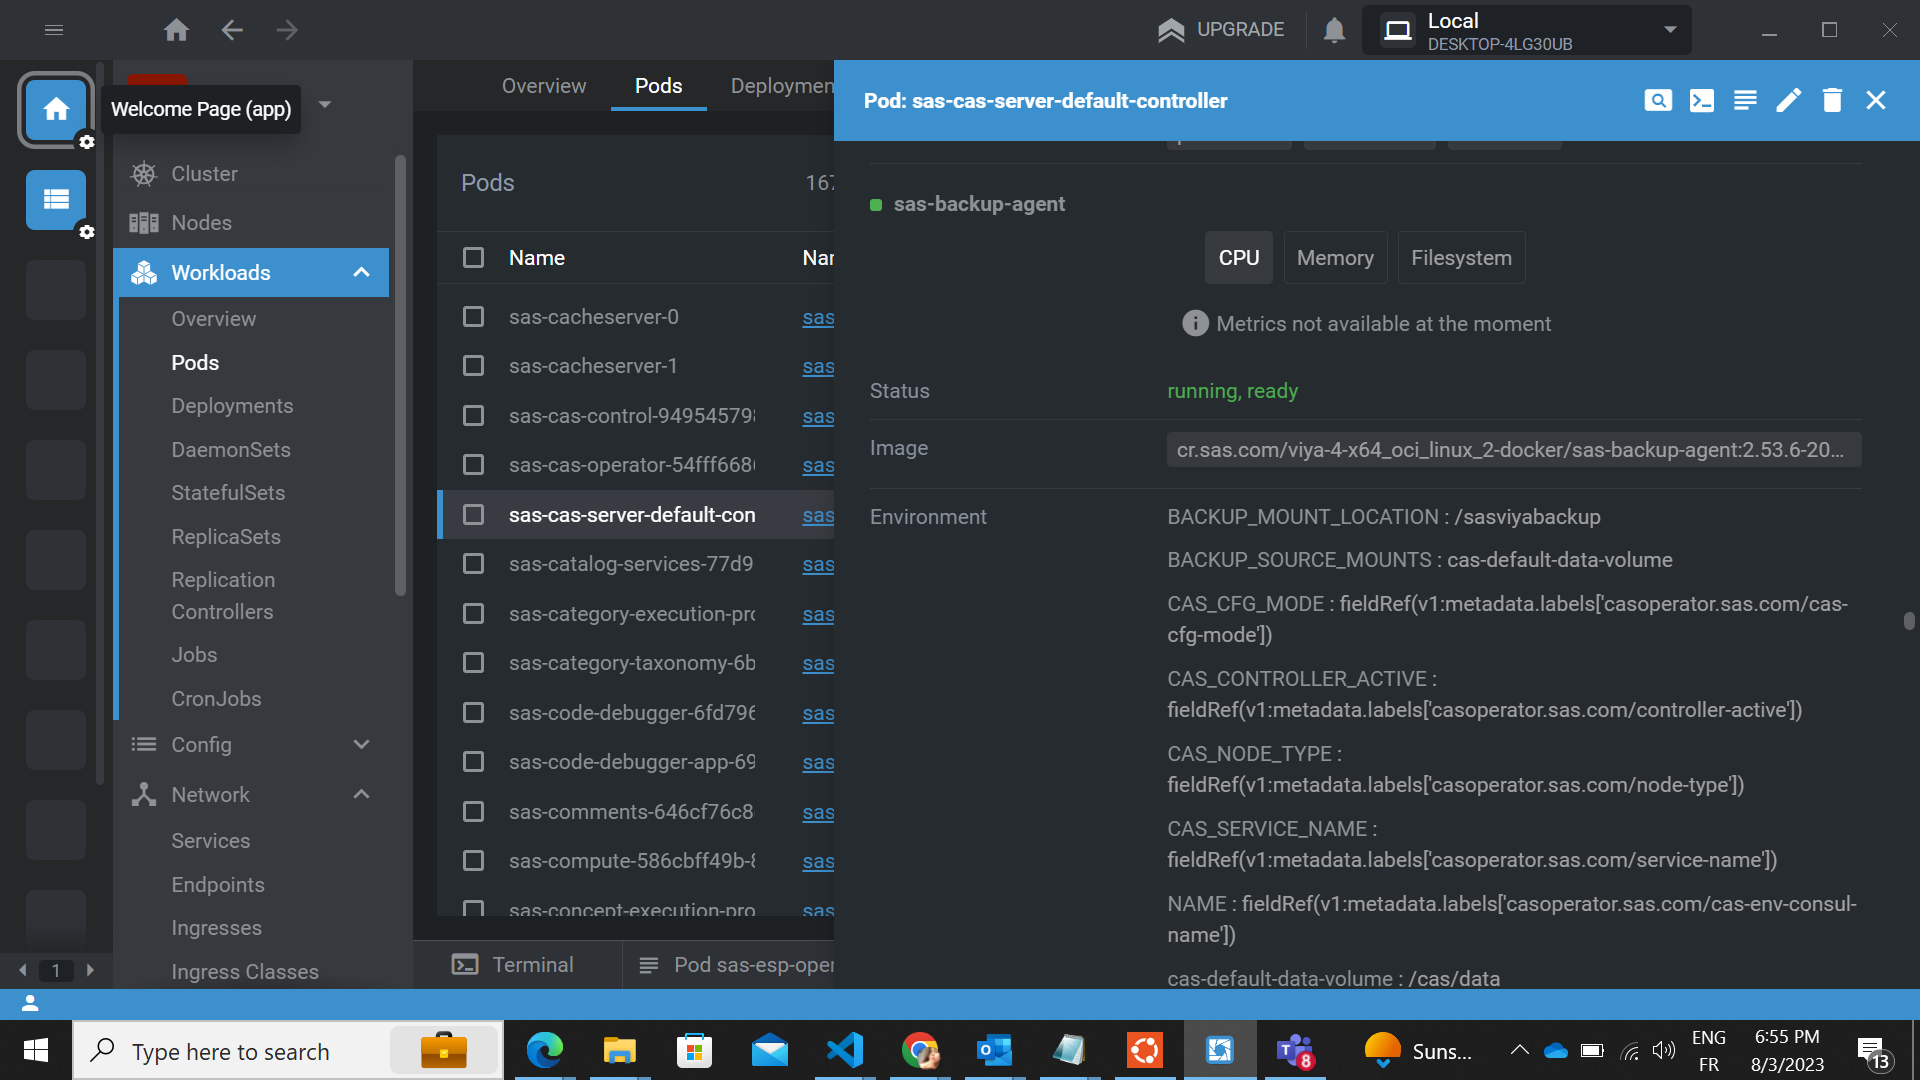 UPGRADE
Local
DESKTOP-4LG30UB
Welcome Page (app)
Cluster
Nodes
Workloads
Overview
Pods
Deployments
DaemonSets
StatefulSets
ReplicaSets
Replication
Controllers
Jobs
CronJobs
Config
Network
Services
Endpoints
Ingresses
Ingress Classes
1
Overview
Pods
Deploymen
Pods
167
Name
Nar
sas-cacheserver-0
sas
sas-cacheserver-1
sas
sas-cas-control-949545798
sas
sas-cas-operator-54fff668
sas
sas-cas-server-default-con
sas
sas-catalog-services-77d9
sas
sas-category-execution-pro
sas
sas-category-taxonomy-6b
sas
sas-code-debugger-6fd796
sas
sas-code-debugger-app-69
sas
sas-comments-646cf76c8
sas
sas-compute-586cbff49b-8
sas
sas-concept-execution-pro
sas
Terminal
Pod sas-esp-oper
Pod: sas-cas-server-default-controller
sas-backup-agent
CPU
Memory
Filesystem
Metrics not available at the moment
Status
running, ready
Image
cr.sas.com/viya-4-x64_oci_linux_2-docker/sas-backup-agent:2.53.6-20...
Environment
BACKUP_MOUNT_LOCATION : /sasviyabackup
BACKUP_SOURCE_MOUNTS : cas-default-data-volume
CAS_CFG_MODE : fieldRef(v1:metadata.labels['casoperator.sas.com/cas-
cfg-mode'])
CAS_CONTROLLER_ACTIVE :
fieldRef(v1:metadata.labels['casoperator.sas.com/controller-active'])
CAS_NODE_TYPE :
fieldRef(v1:metadata.labels['casoperator.sas.com/node-type'])
CAS_SERVICE_NAME :
fieldRef(v1:metadata.labels['casoperator.sas.com/service-name'])
NAME : fieldRef(v1:metadata.labels['casoperator.sas.com/cas-env-consul-
name'])
cas-default-data-volume : /cas/data
Type here to search
8
Suns...
ENG
FR
6:55 PM
8/3/2023
13